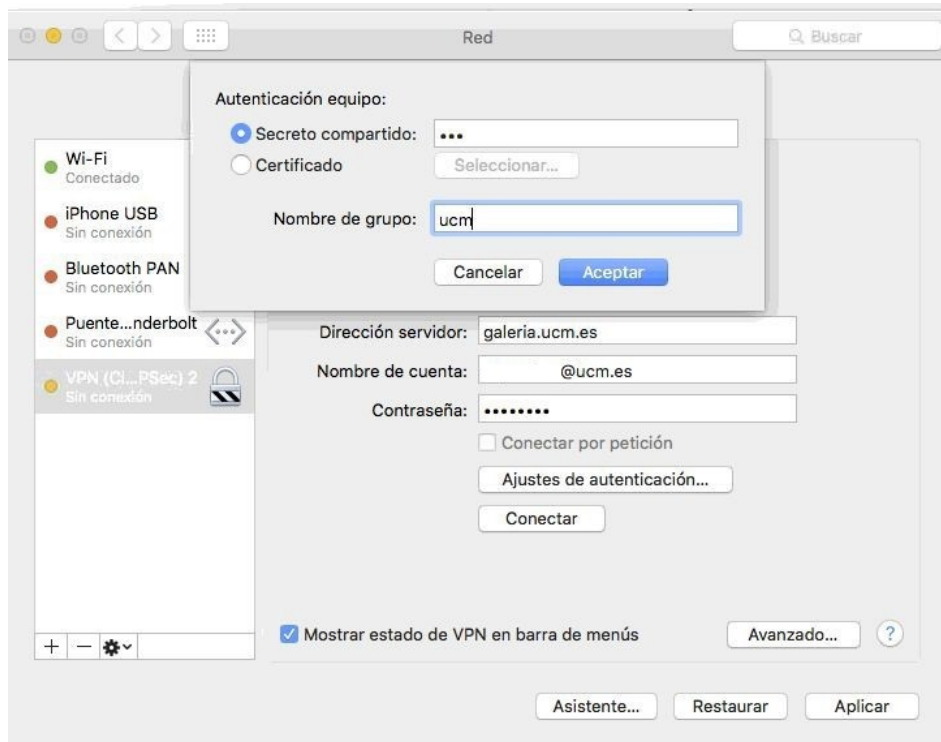 Red
Buscar
Autenticación equipo:
Secreto compartido: •••
Certificado Seleccionar...
Nombre de grupo: ucm
Cancelar Aceptar
Wi-Fi
Conectado
iPhone USB
Sin conexión
Bluetooth PAN
Sin conexión
Puente...nderbolt
Sin conexión
VPN (Ci...PSec) 2
Sin conexión
Dirección servidor: galeria.ucm.es
Nombre de cuenta: @ucm.es
Contraseña: ••••••••
Conectar por petición
Ajustes de autenticación...
Conectar
Mostrar estado de VPN en barra de menús
Avanzado... ?
Asistente... Restaurar Aplicar